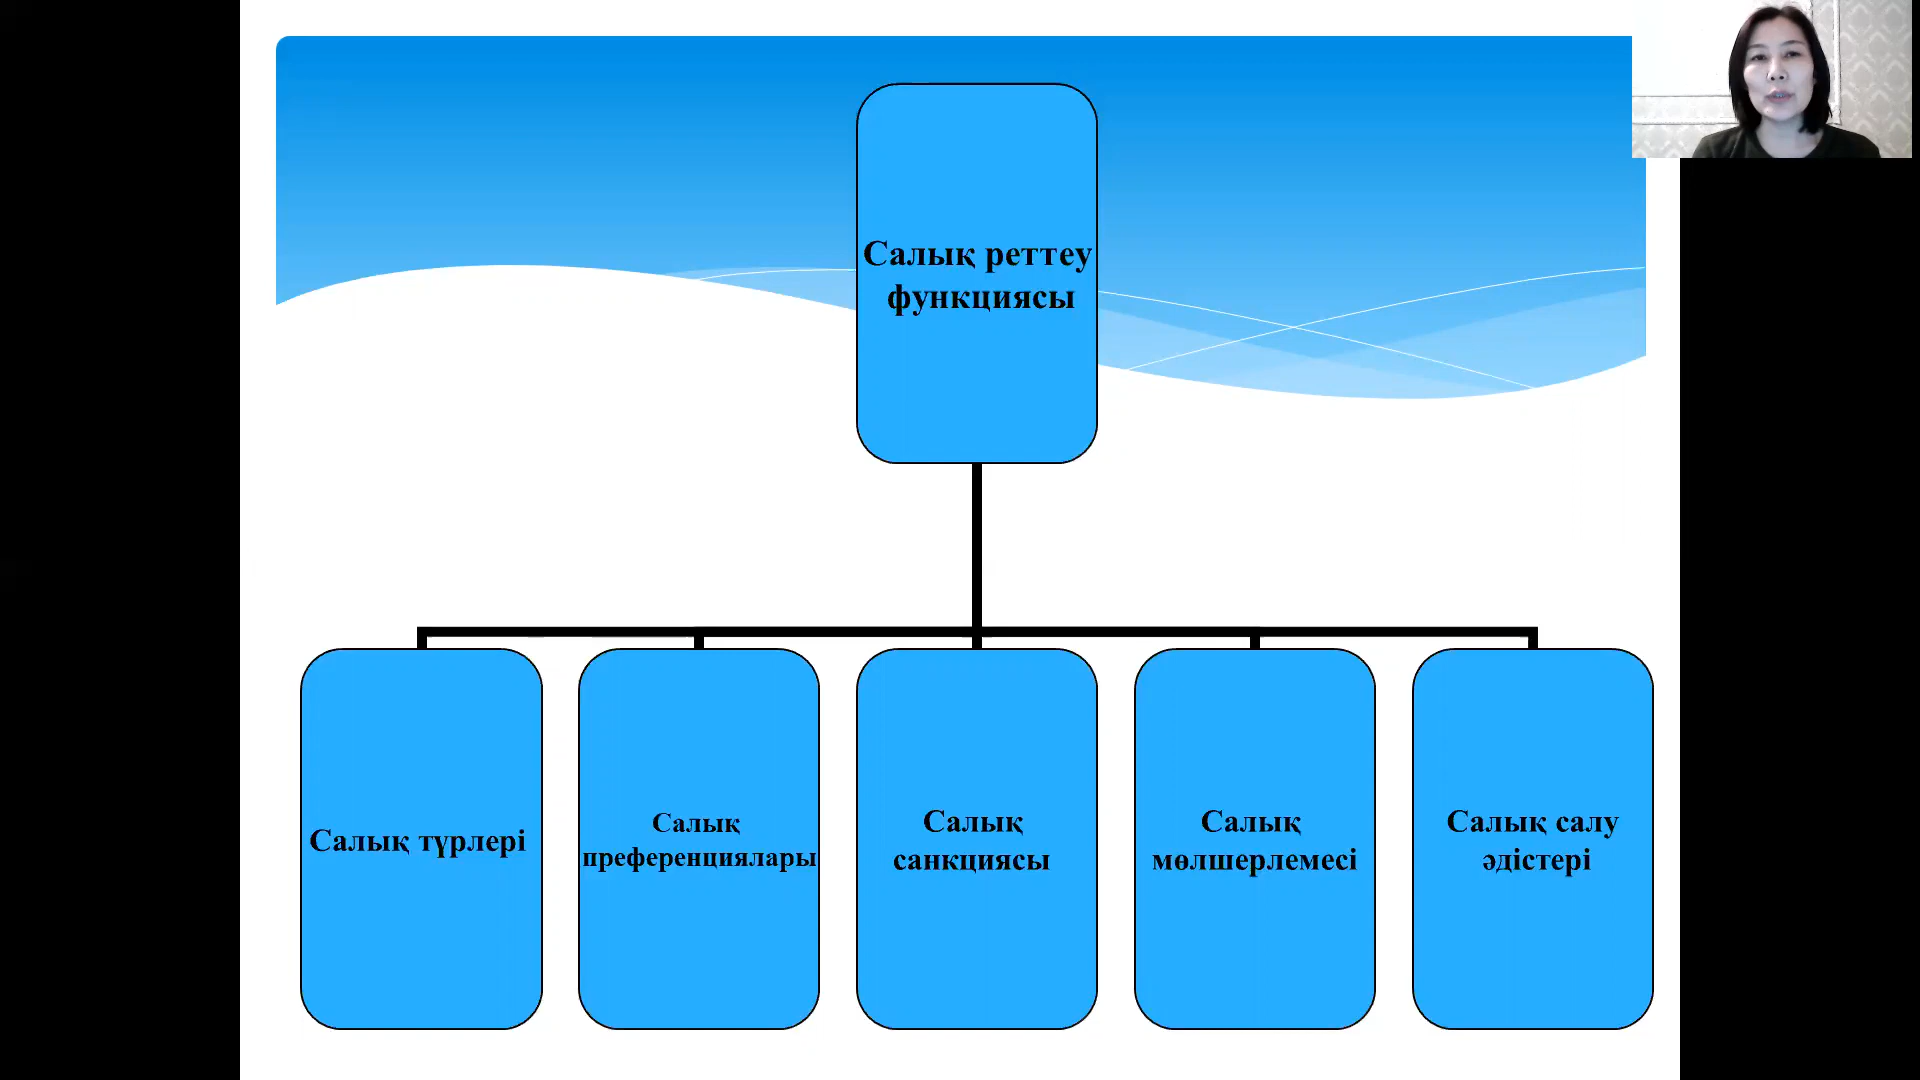 Салық реттеу
функциясы
Салық түрлері
Салық
преференциялары
Салық
санкциясы
Салық
мөлшерлемесі
Салық салу
әдістері